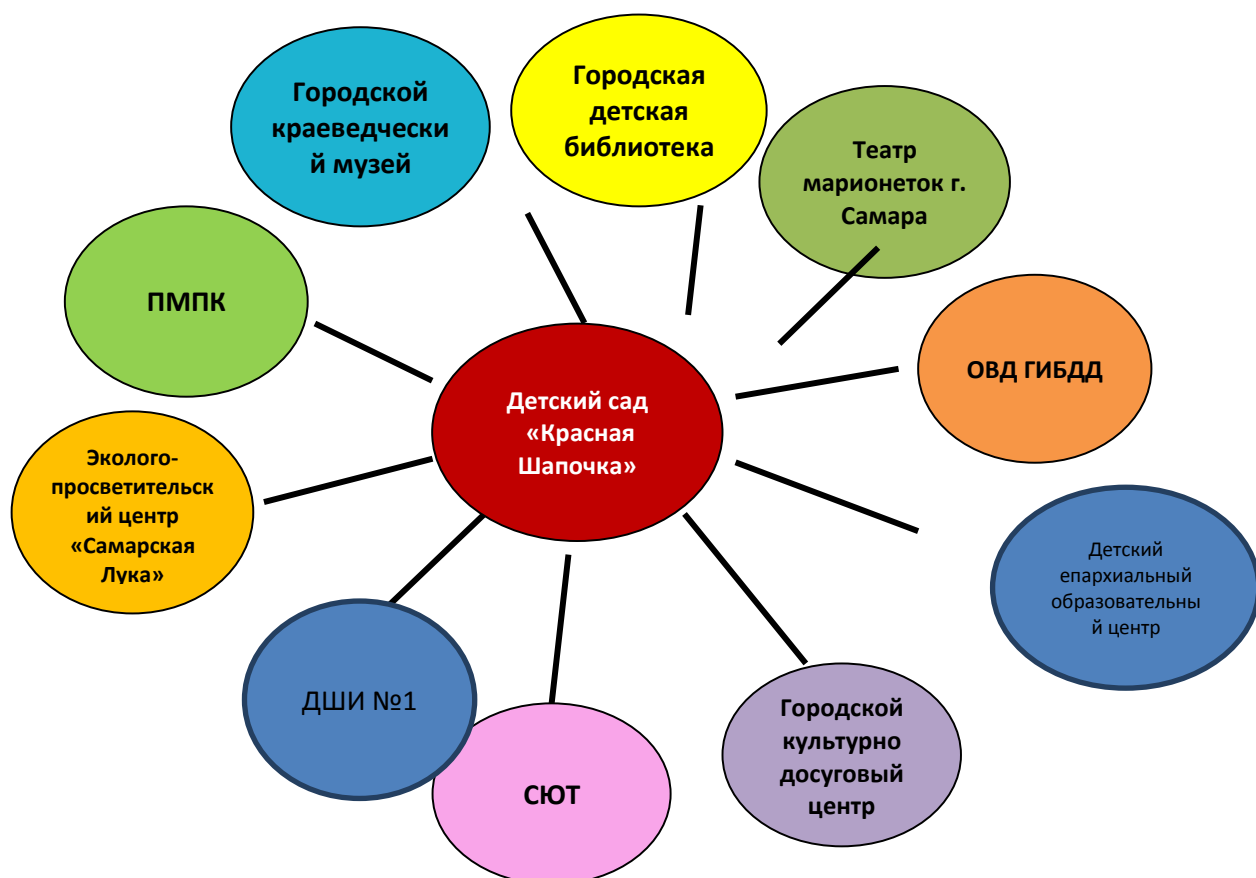 Городской
краеведчески
й музей
Городская
детская
библиотека
Театр
марионеток г.
Самара
ПМПК
ОВД ГИБДД
Детский сад
«Красная
Шапочка»
Эколого-
просветительск
ий центр
«Самарская
Лука»
Детский
епархиальный
образовательны
й центр
ДШИ №1
СЮТ
Городской
культурно
досуговый
центр